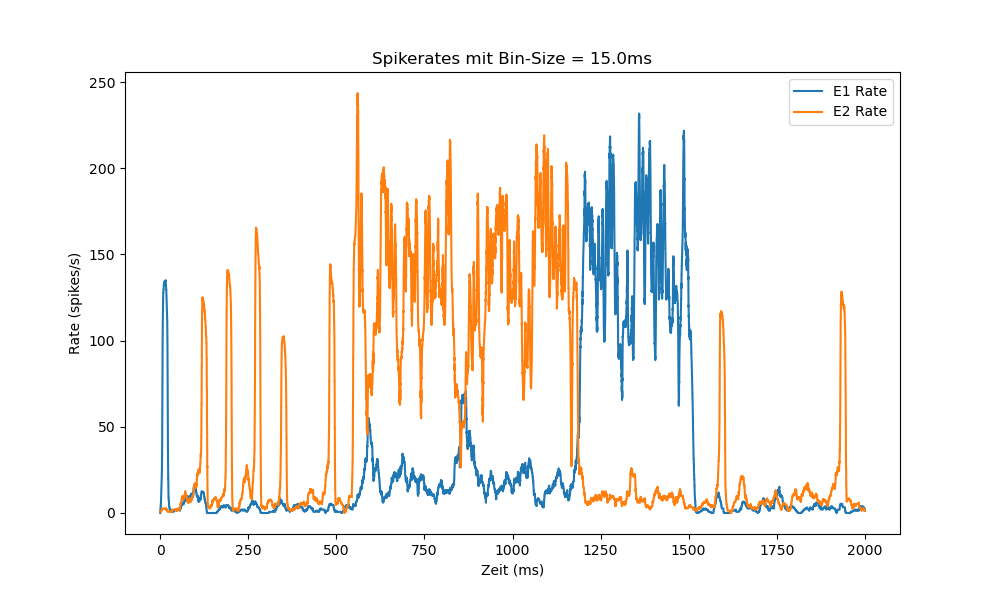 Spikerates mit Bin-Size = 15.0ms
E1 Rate
E2 Rate
Rate (spikes/s)
250
200
150
100
50
0
0 250 500 750 1000 1250 1500 1750 2000
Zeit (ms)